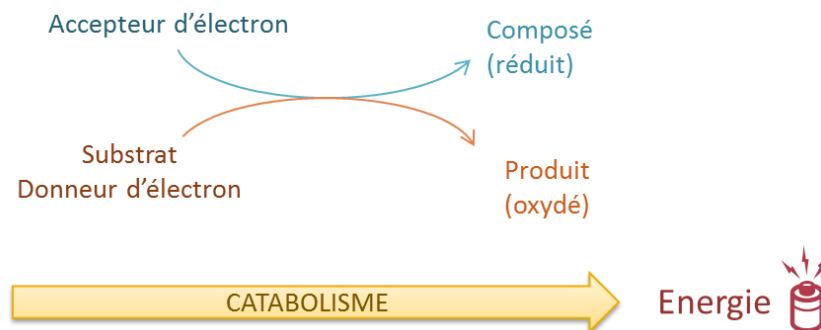 Accepteur d'électron
Composé
(réduit)
Substrat
Donneur d'électron
Produit
(oxydé)
CATABOLISME
Energie